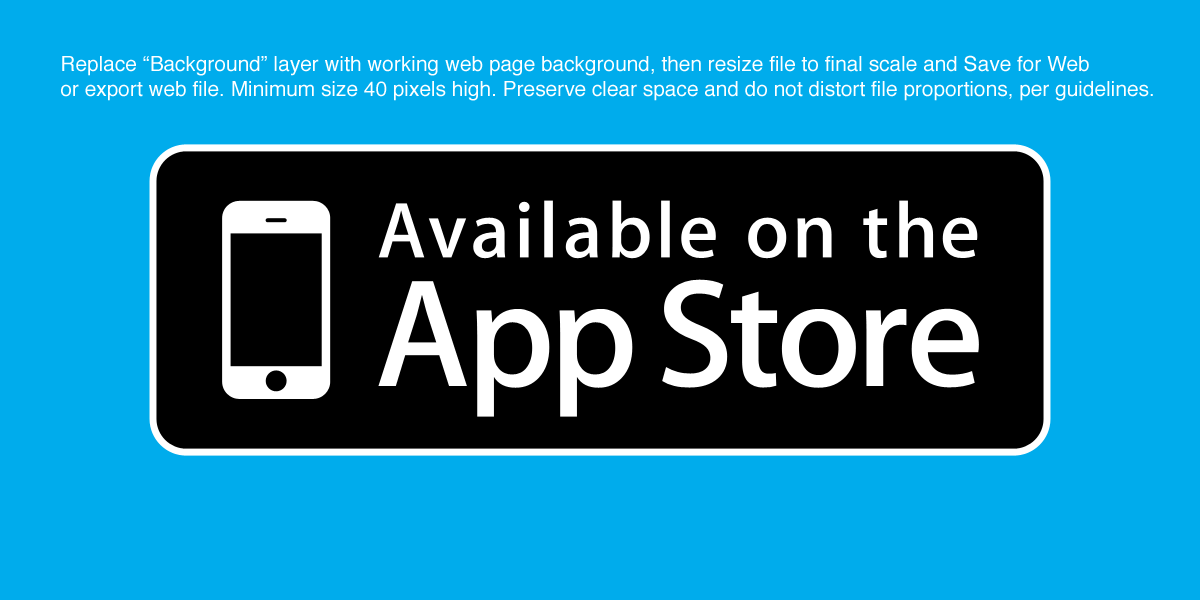 Replace “Background” layer with working web page background, then resize file to final scale and Save for Web
or export web file. Minimum size 40 pixels high. Preserve clear space and do not distort file proportions, per guidelines.
Available on the
App Store